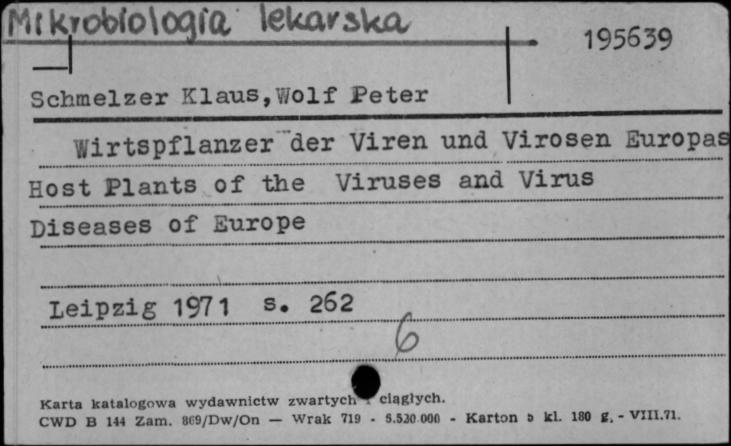 Mikrobiologia lekarska
195639
Schmelzer Klaus,Wolf Peter
Wirtspflanzer der Viren und Virosen Europas
Host Plants of the Viruses and Virus
Diseases of Europe
Leipzig 1971 s. 262
6
Karta katalogowa wydawnictw zwartych i ciągłych.
CWD B 144 Zam. 869/Dw/On — Wrak 719 - 5.530.000 - Karton kl. 180 g. - VIII.71.